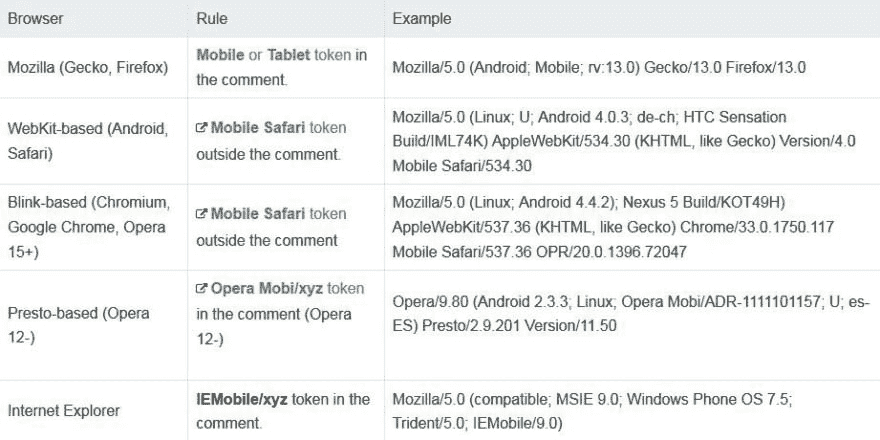 Browser Rule Example
Mozilla (Gecko, Firefox)
Mobile or Tablet token in
the comment.
Mozilla/5.0 (Android; Mobile; rv:13.0) Gecko/13.0 Firefox/13.0
WebKit-based (Android,
Safari)
Mobile Safari token
outside the comment.
Mozilla/5.0 (Linux; U; Android 4.0.3; de-ch; HTC Sensation
Build/IML74K) AppleWebKit/534.30 (KHTML, like Gecko) Version/4.0
Mobile Safari/534.30
Blink-based (Chromium,
Google Chrome, Opera
15+)
Mobile Safari token
outside the comment
Mozilla/5.0 (Linux; Android 4.4.2); Nexus 5 Build/KOT49H)
AppleWebKit/537.36 (KHTML, like Gecko) Chrome/33.0.1750.117
Mobile Safari/537.36 OPR/20.0.1396.72047
Presto-based (Opera
12-)
Opera Mobi/xyz token
in the comment (Opera
12-)
Opera/9.80 (Android 2.3.3; Linux; Opera Mobi/ADR-1111101157; U; es-
ES) Presto/2.9.201 Version/11.50
Internet Explorer
IEMobile/xyz token in the
comment.
Mozilla/5.0 (compatible; MSIE 9.0; Windows Phone OS 7.5;
Trident/5.0; IEMobile/9.0)